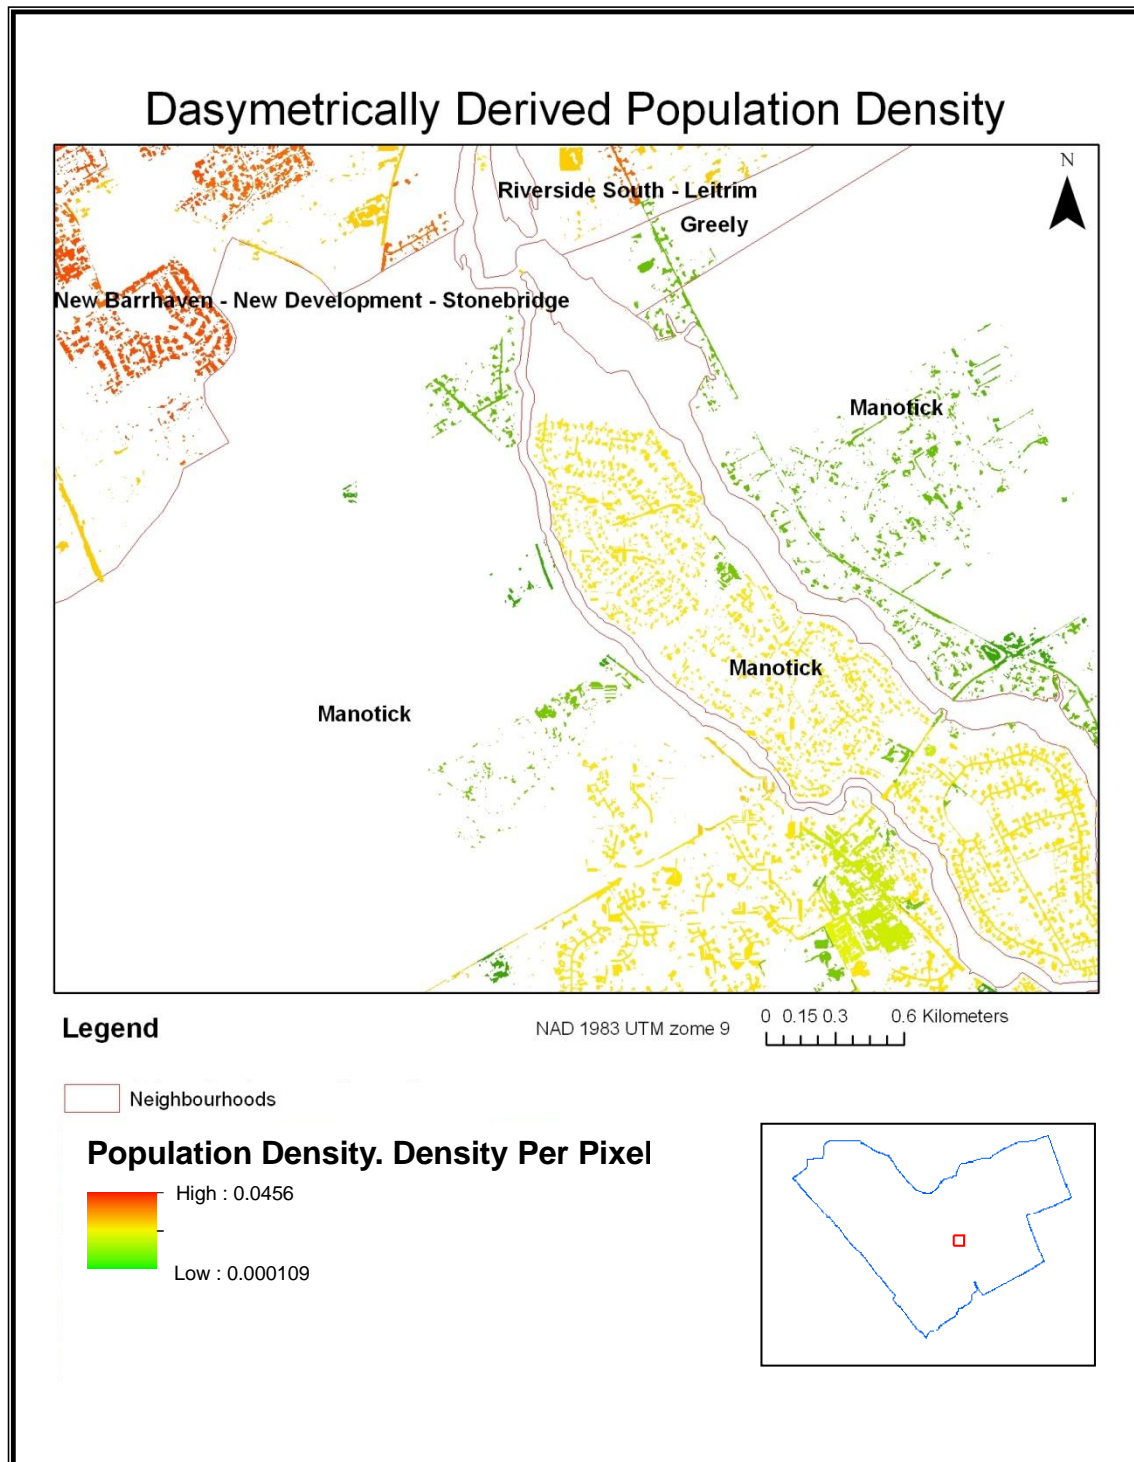 Dasymetrically Derived Population Density
N
Riverside South - Leitrim
Greely
New Barrhaven - New Development - Stonebridge
Manotick
Manotick
Manotick
Legend
NAD 1983 UTM zome 9
0 0.15 0.3 0.6 Kilometers
Neighbourhoods
Population Density. Density Per Pixel
High : 0.0456
Low : 0.000109